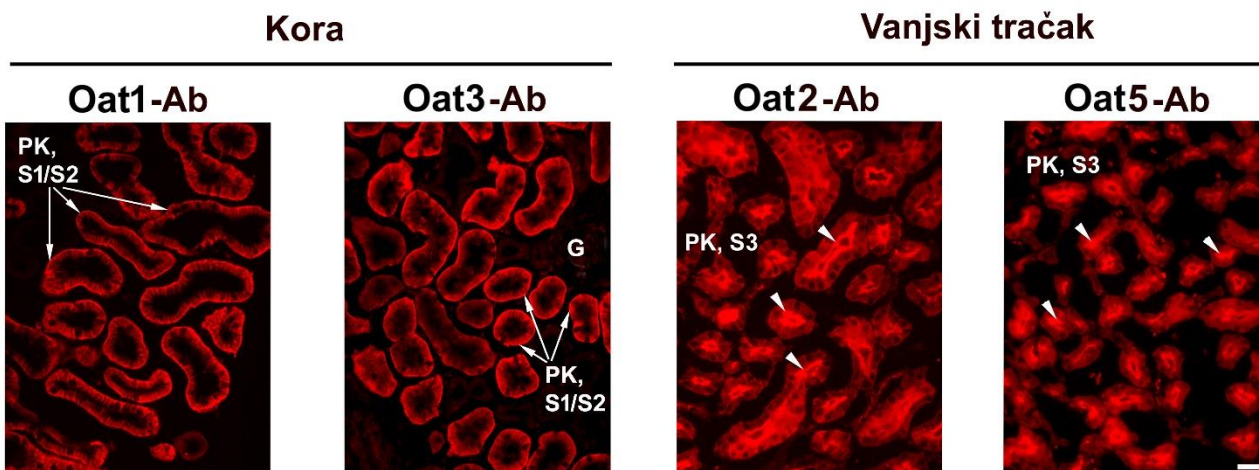 Kora
Vanjski tračak
Oat1-Ab
Oat3-Ab
Oat2-Ab
Oat5-Ab
PK,
S1/S2
G
PK,
S1/S2
PK, S3
PK, S3